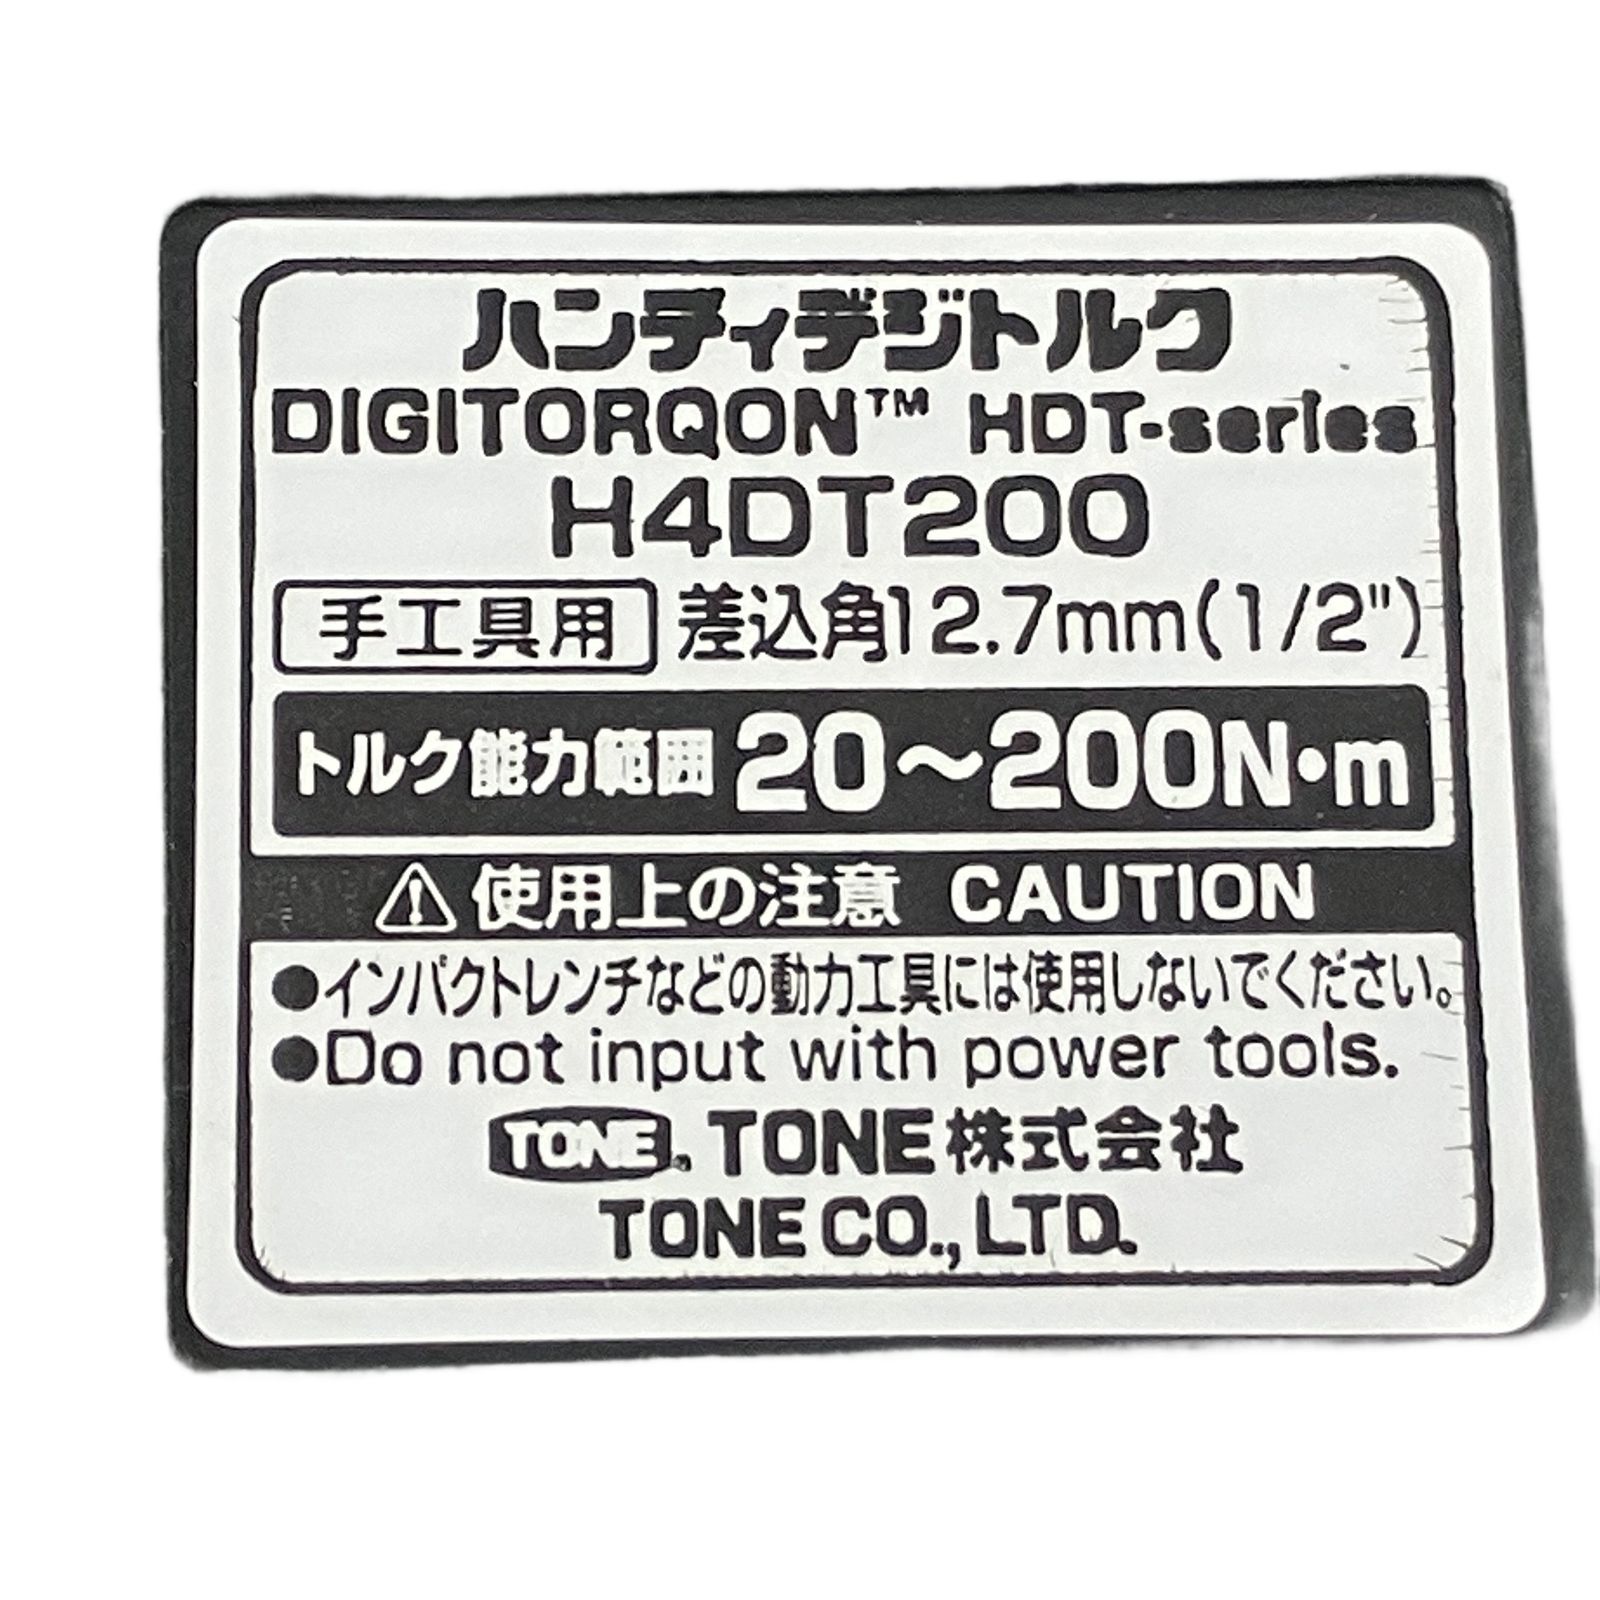 ハンディデジトルク
DIGITORQON™ HDT-series
H4DT200
手工具用 差込角12.7mm(1/2")
トルク能力範囲 20～200N・m
⚠使用上の注意 CAUTION
●インパクトレンチなどの動力工具には使用しないでください。
●Do not input with power tools.
TONE® TONE株式会社
TONE CO., LTD.